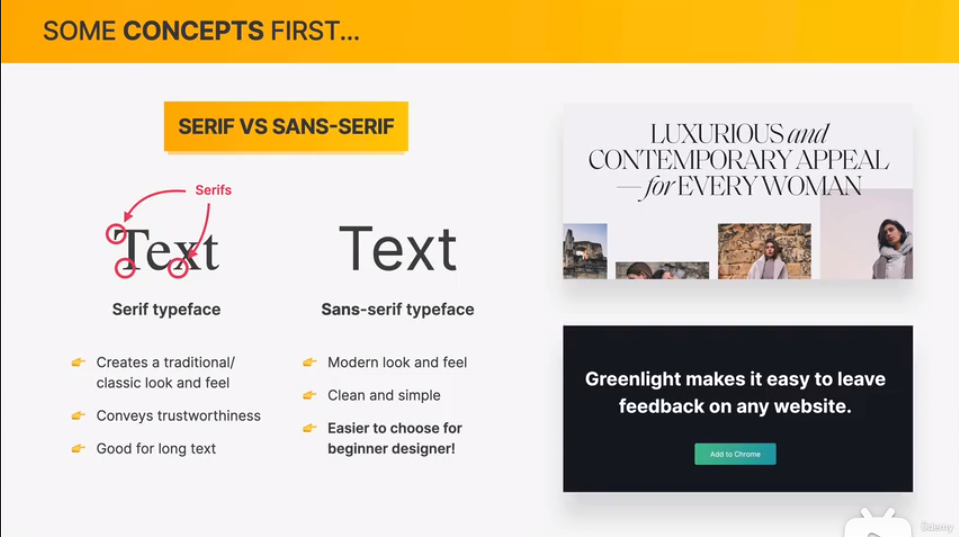 SOME CONCEPTS FIRST...
SERIF VS SANS-SERIF
Serifs
Text
Serif typeface
Creates a traditional/
classic look and feel
Conveys trustworthiness
Good for long text
Text
Sans-serif typeface
Modern look and feel
Clean and simple
Easier to choose for
beginner designer!
LUXURIOUS and
CONTEMPORARY APPEAL
— for EVERY WOMAN
Greenlight makes it easy to leave
feedback on any website.
Add to Chrome
Udemy